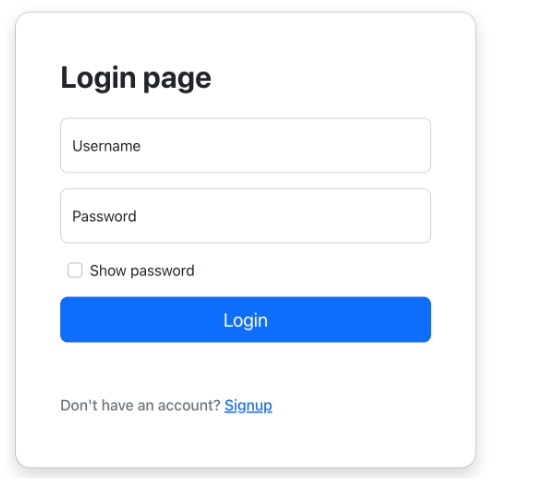 Login page
Username
Password
Show password
Login
Don't have an account? Signup